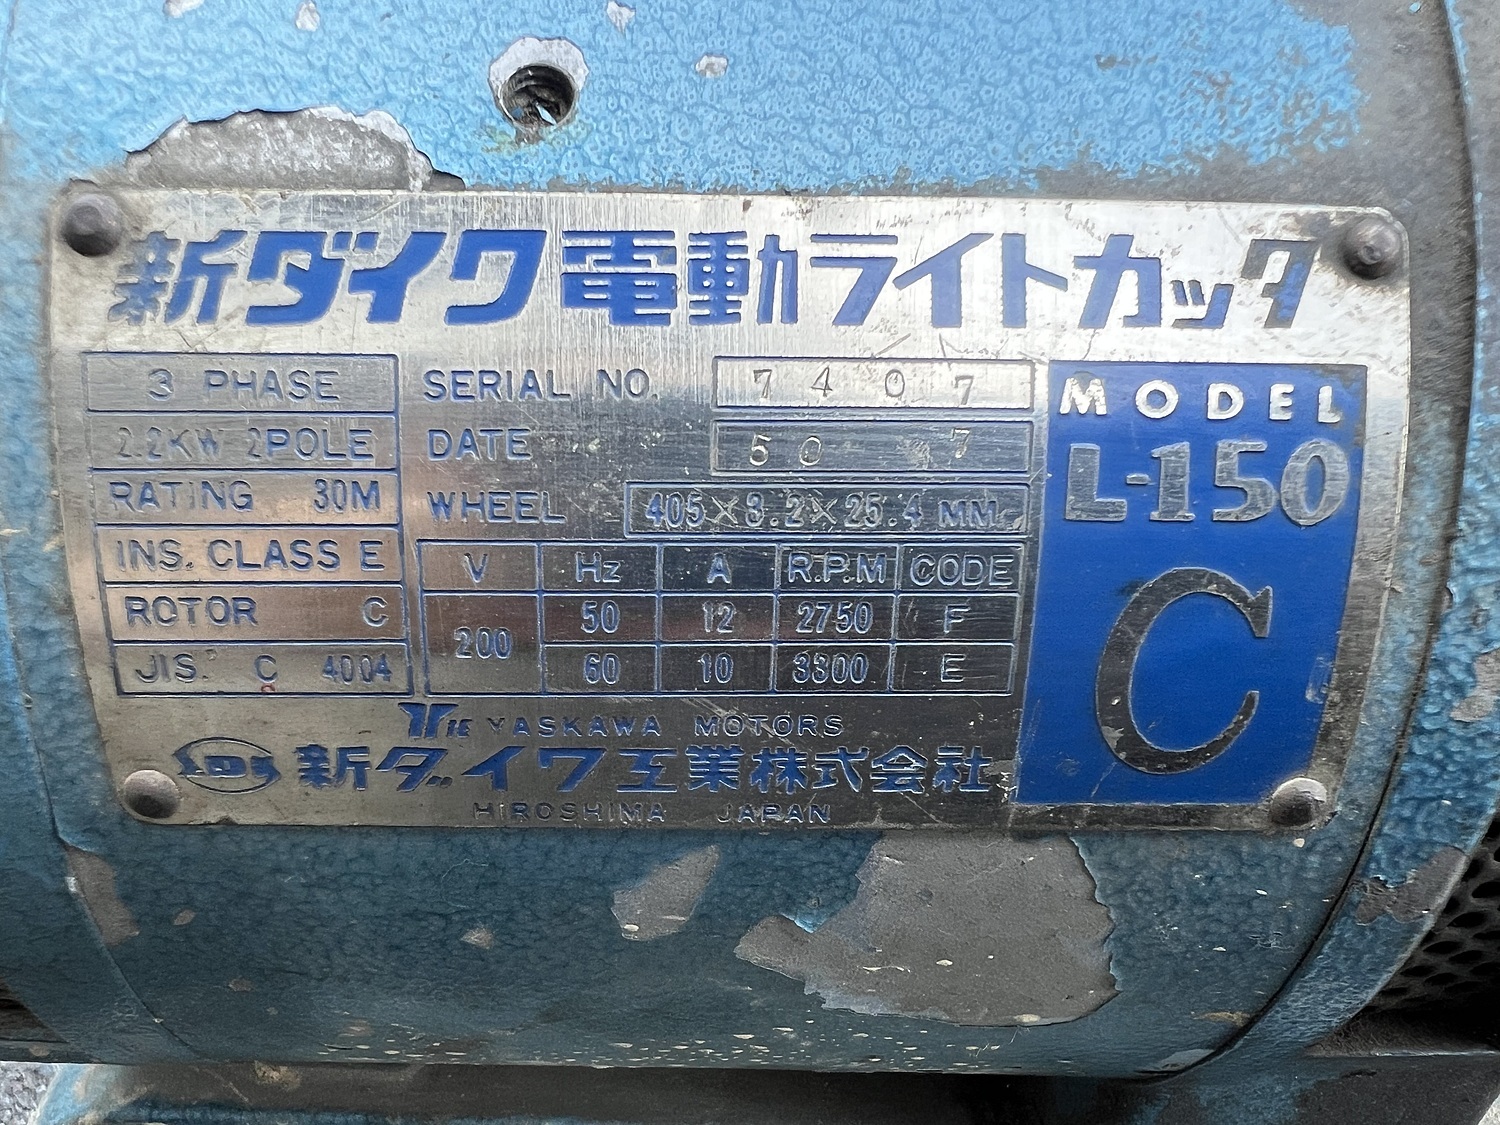 新ダイワ電動ライトカッタ
3 PHASE
2.2KW 2POLE
RATING 30M
INS. CLASS E
ROTOR C
JIS. C 4004
SERIAL NO. 7407
DATE 50 7
WHEEL 405×3.2×25.4 MM
V Hz A R.P.M CODE
200 50 12 2750 F
60 10 3300 E
MODEL
L-150
C
YASKAWA MOTORS
新ダイワ工業株式会社
HIROSHIMA JAPAN